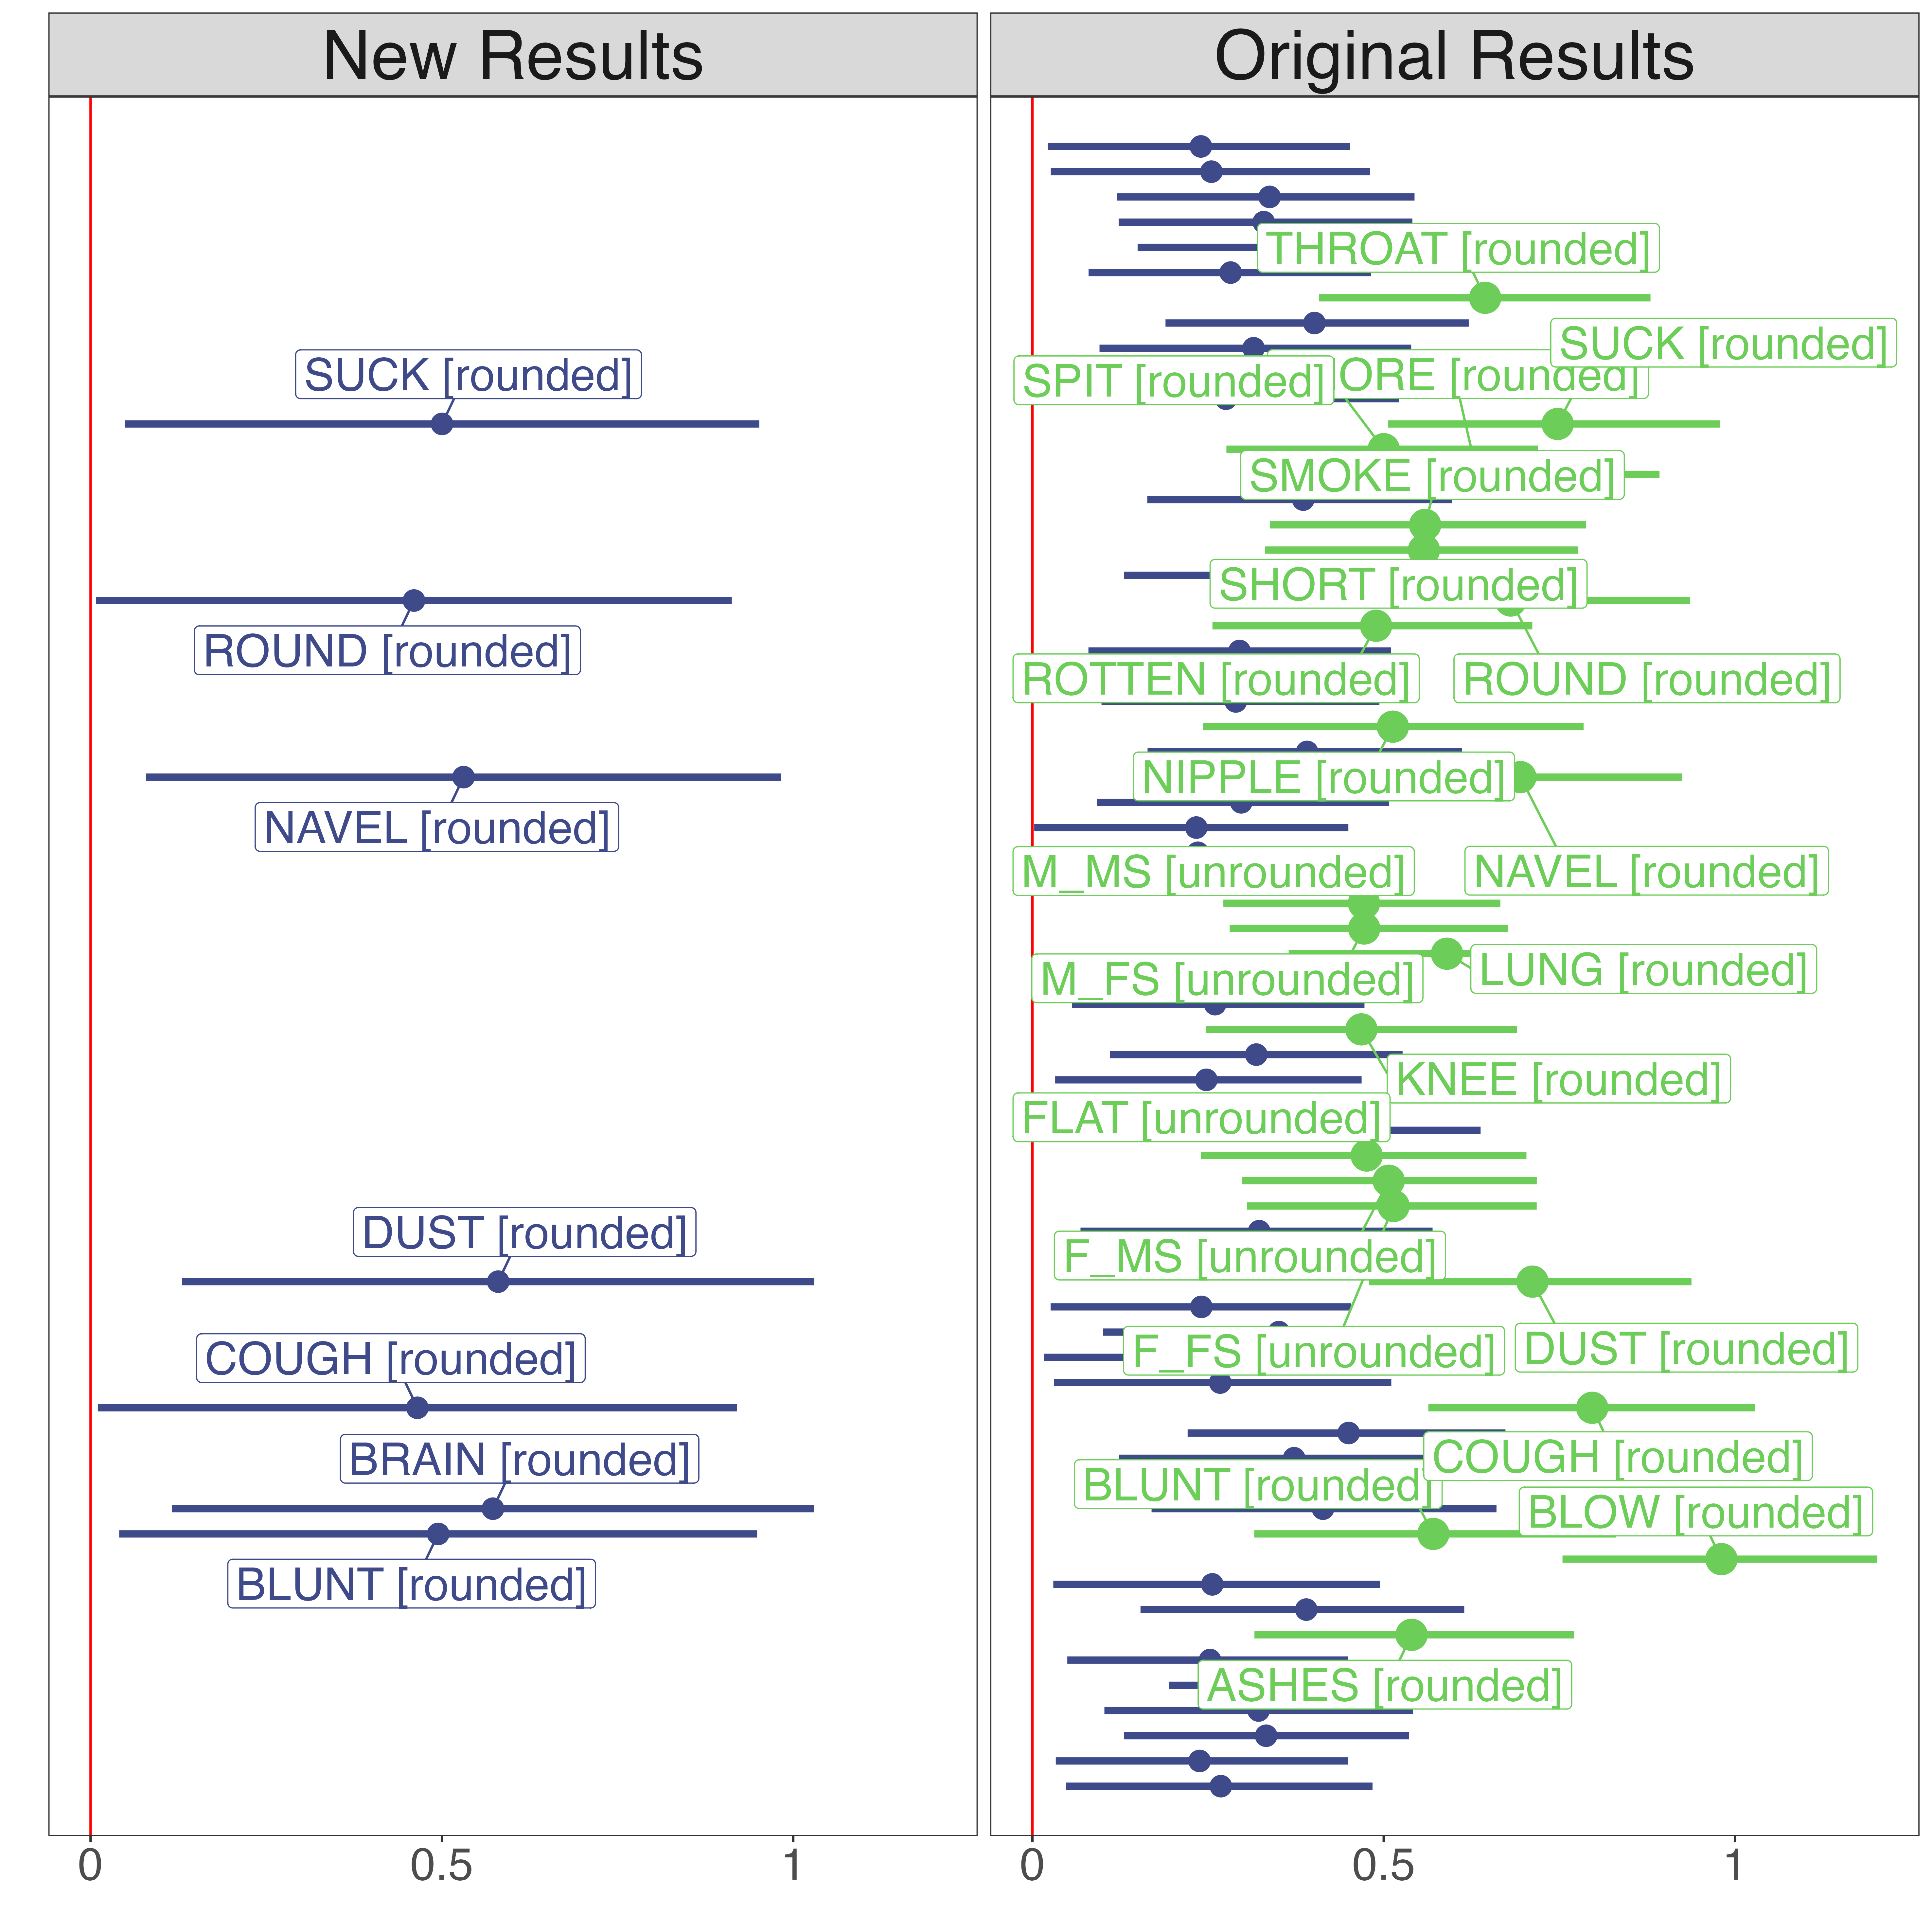 New Results
SUCK [rounded]
ROUND [rounded]
NAVEL [rounded]
DUST [rounded]
COUGH [rounded]
BRAIN [rounded]
BLUNT [rounded]
0 0.5 1
Original Results
THROAT [rounded]
SUCK [rounded]
SPIT [rounded]
ORE [rounded]
SMOKE [rounded]
SHORT [rounded]
ROTTEN [rounded]
ROUND [rounded]
NIPPLE [rounded]
M_MS [unrounded]
NAVEL [rounded]
M_FS [unrounded]
LUNG [rounded]
KNEE [rounded]
FLAT [unrounded]
F_MS [unrounded]
F_FS [unrounded]
DUST [rounded]
COUGH [rounded]
BLUNT [rounded]
BLOW [rounded]
ASHES [rounded]
0 0.5 1